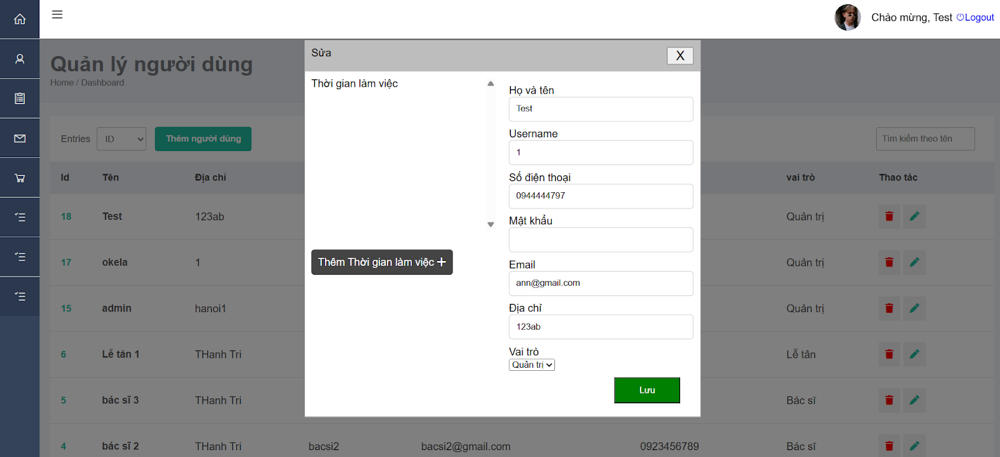 Chào mừng, Test Logout
Quản lý người dùng
Home / Dashboard
Entries ID Thêm người dùng Tìm kiếm theo tên
Id Tên Địa chỉ vai trò Thao tác
18 Test 123ab Quản trị
17 okela 1 Quản trị
15 admin hanoi1 Quản trị
6 Lễ tân 1 THanh Tri Lễ tân
5 bác sĩ 3 THanh Tri Bác sĩ
4 bác sĩ 2 THanh Tri bacsi2 bacsi2@gmail.com 0923456789 Bác sĩ
Sửa X
Thời gian làm việc
Thêm Thời gian làm việc +
Họ và tên
Test
Username
1
Số điện thoại
0944444797
Mật khẩu
Email
ann@gmail.com
Địa chỉ
123ab
Vai trò
Quản trị
Lưu